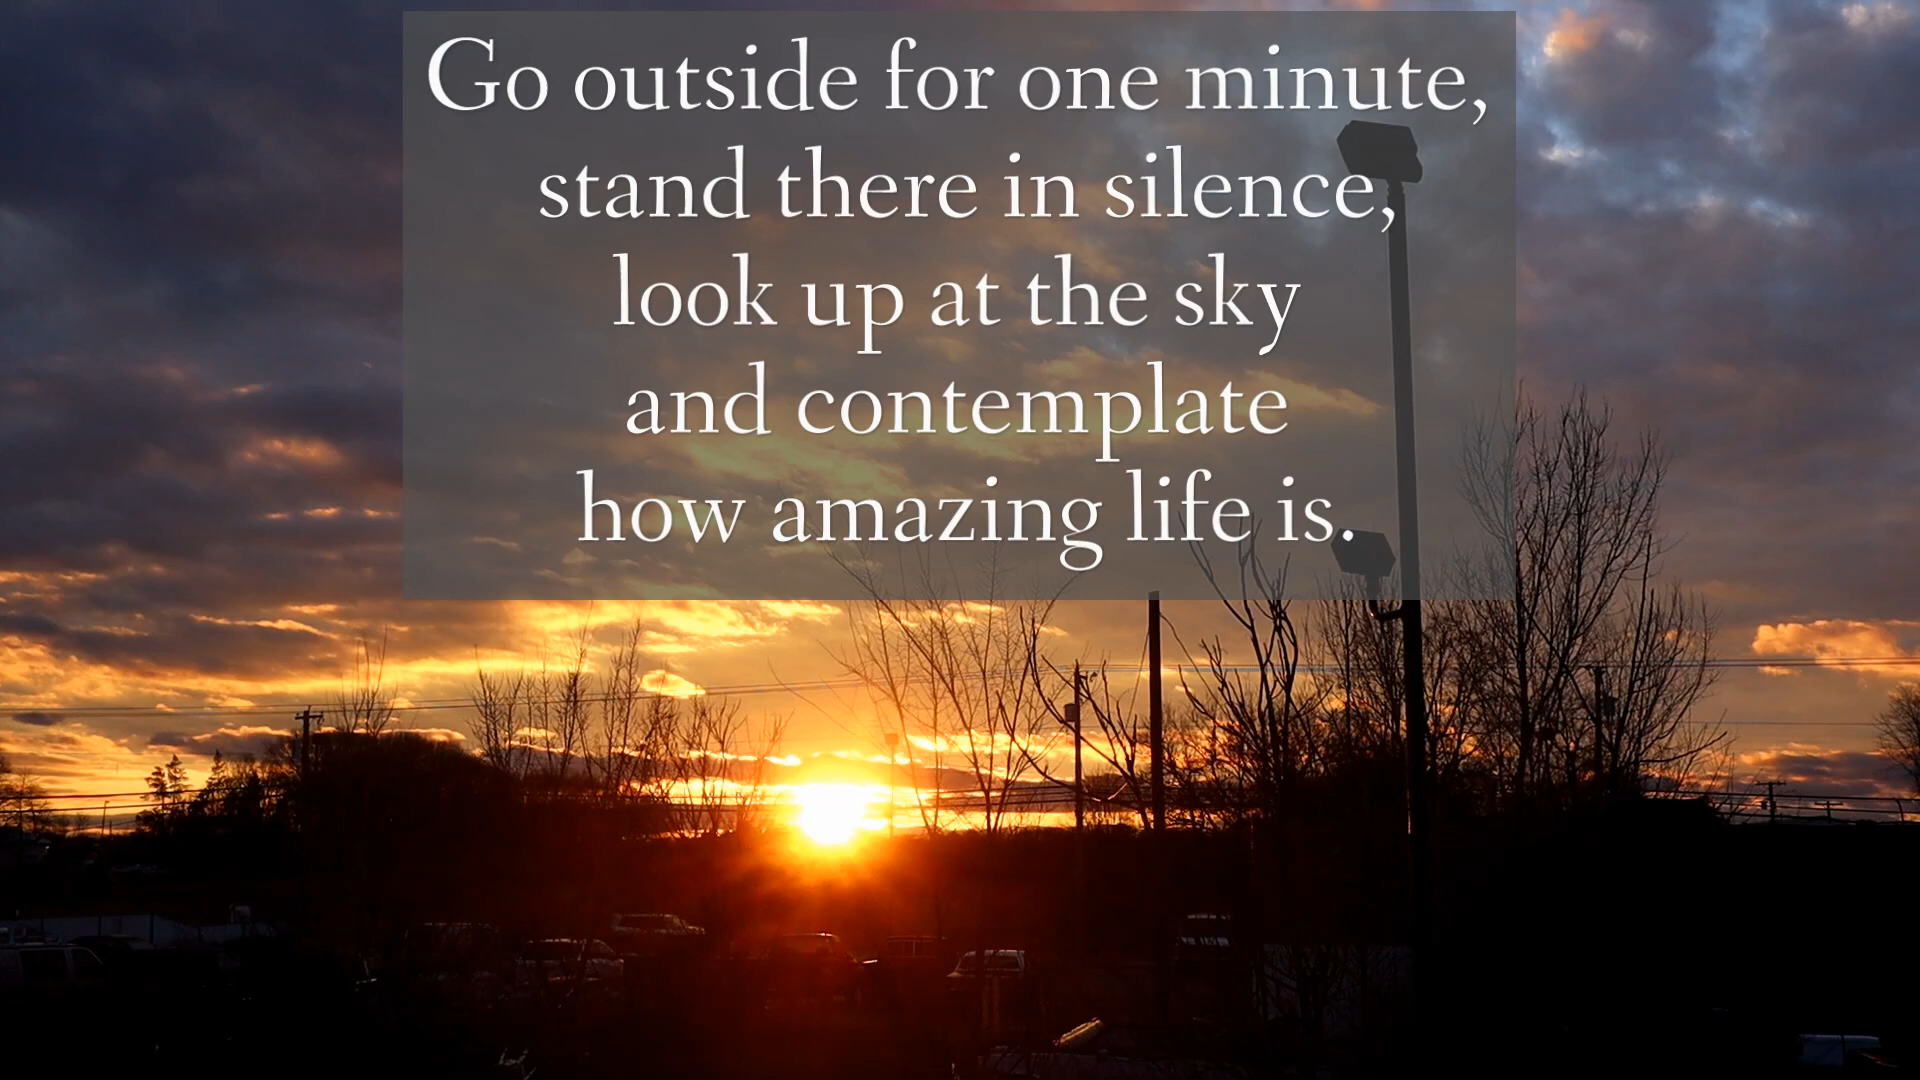 Go outside for one minute,
stand there in silence,
look up at the sky
and contemplate
how amazing life is.